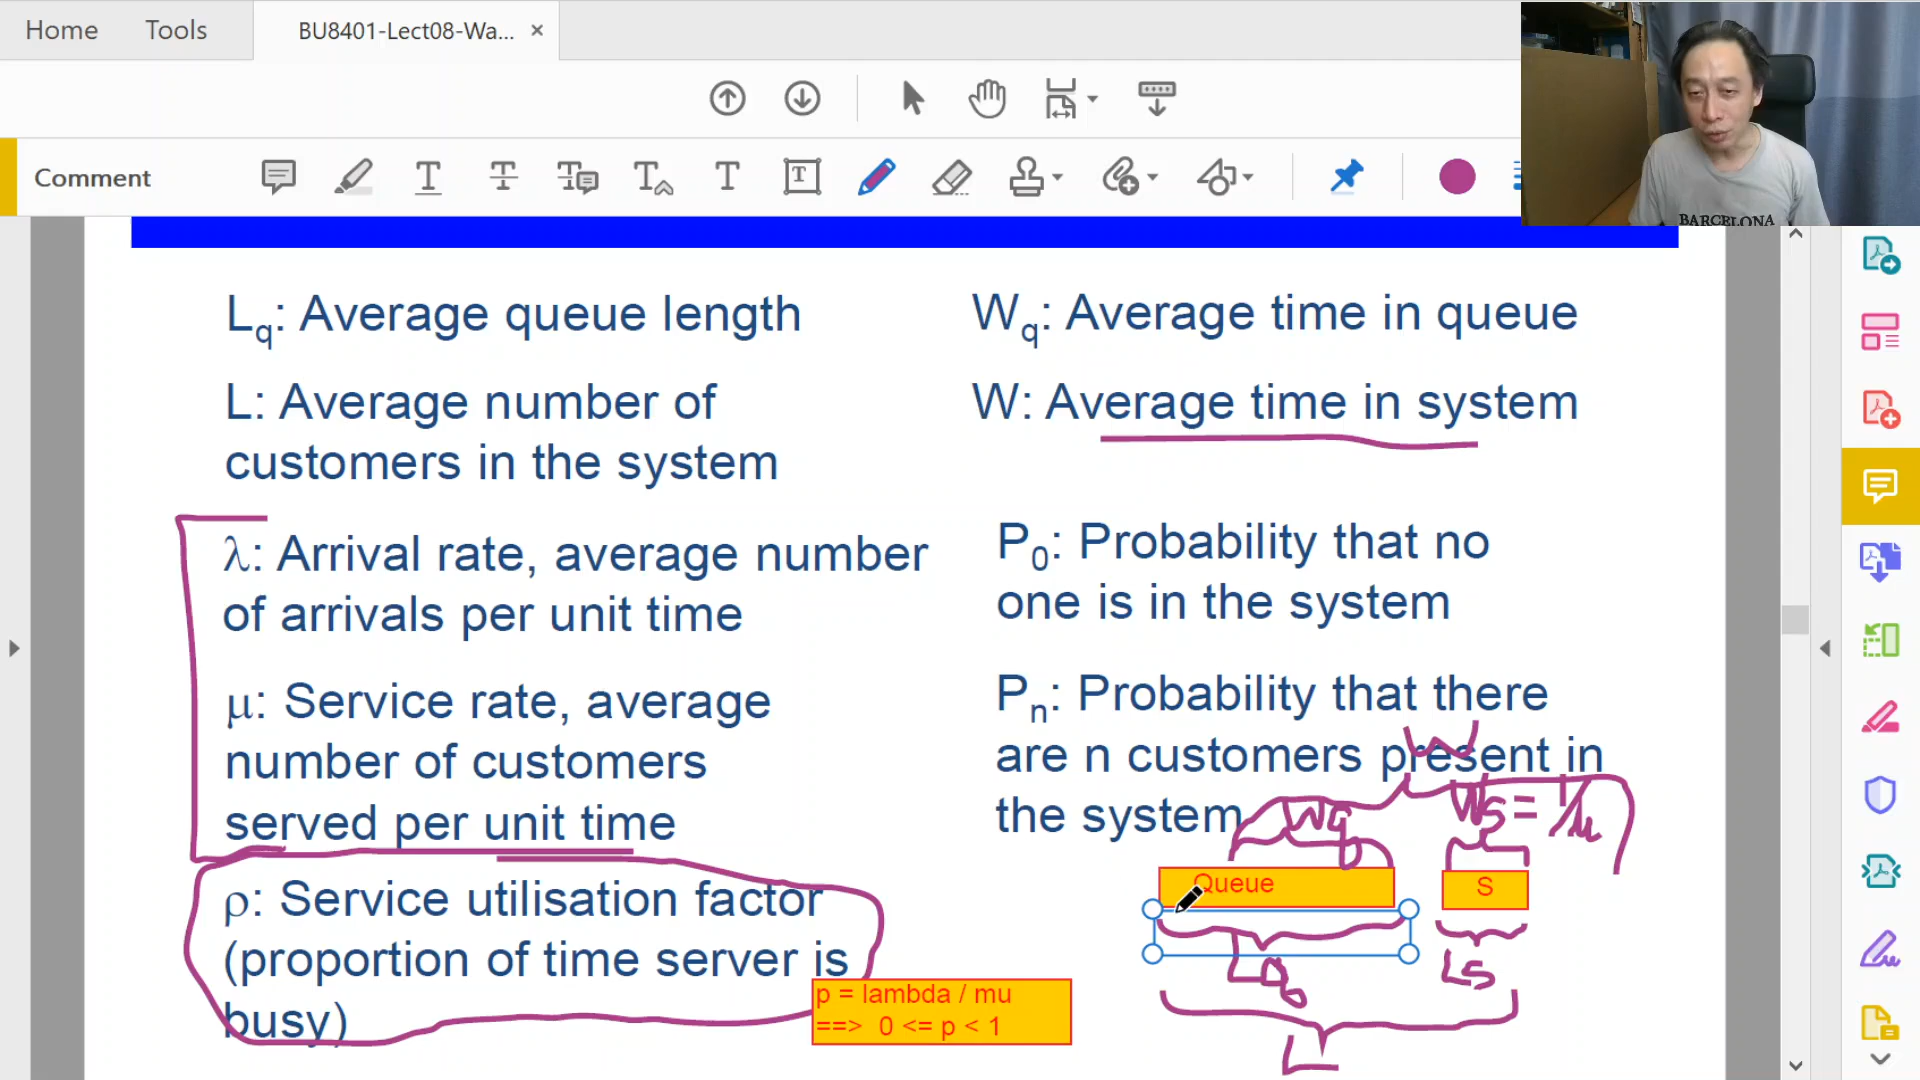 Home
Tools
BU8401-Lect08-Wa...
Comment
BARCELONA
Lq: Average queue length
L: Average number of
customers in the system
λ: Arrival rate, average number
of arrivals per unit time
μ: Service rate, average
number of customers
served per unit time
ρ: Service utilisation factor
(proportion of time server is
busy)
p = lambda / mu
==> 0 <= p < 1
Wq: Average time in queue
W: Average time in system
P0: Probability that no
one is in the system
Pn: Probability that there
are n customers present in
the system
W
Wq
Ws = 1/μ
Queue
S
Lq
Ls
L